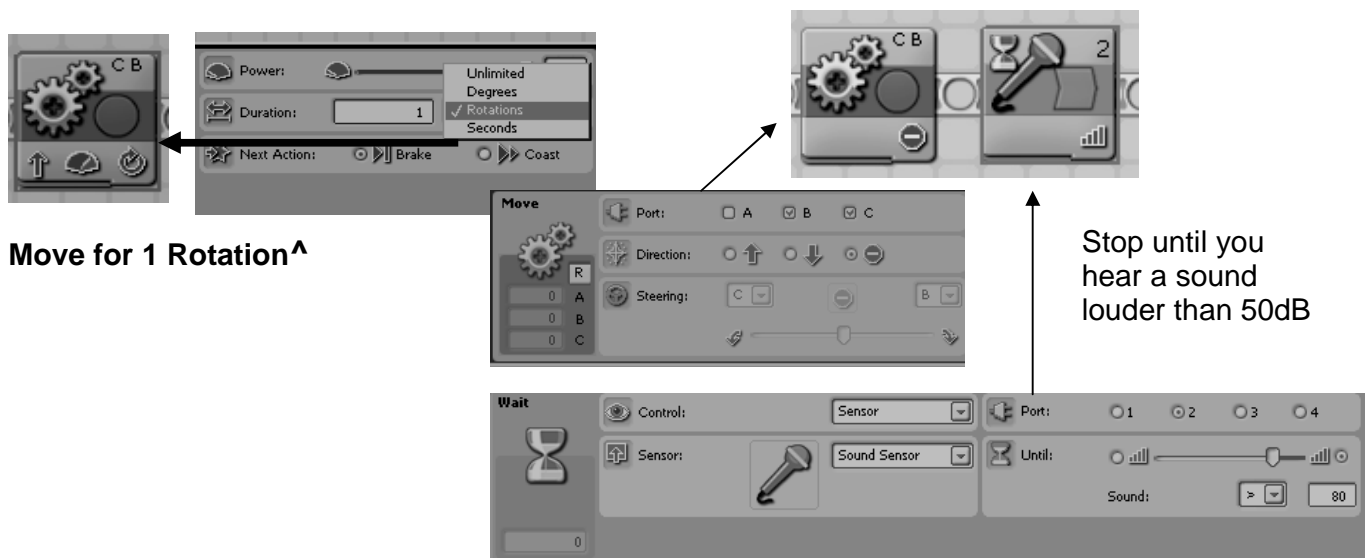 C B
Power:
Unlimited
Degrees
Duration: 1 ✓ Rotations
Seconds
Next Action: Brake Coast
Move for 1 Rotation^
C B
2
Move
Port: A B C
Direction:
R
Steering: C B
0 A
0 B
0 C
Stop until you
hear a sound
louder than 50dB
Wait
Control: Sensor
Port: 1 2 3 4
Sensor: Sound Sensor
Until:
Sound: > 80
0